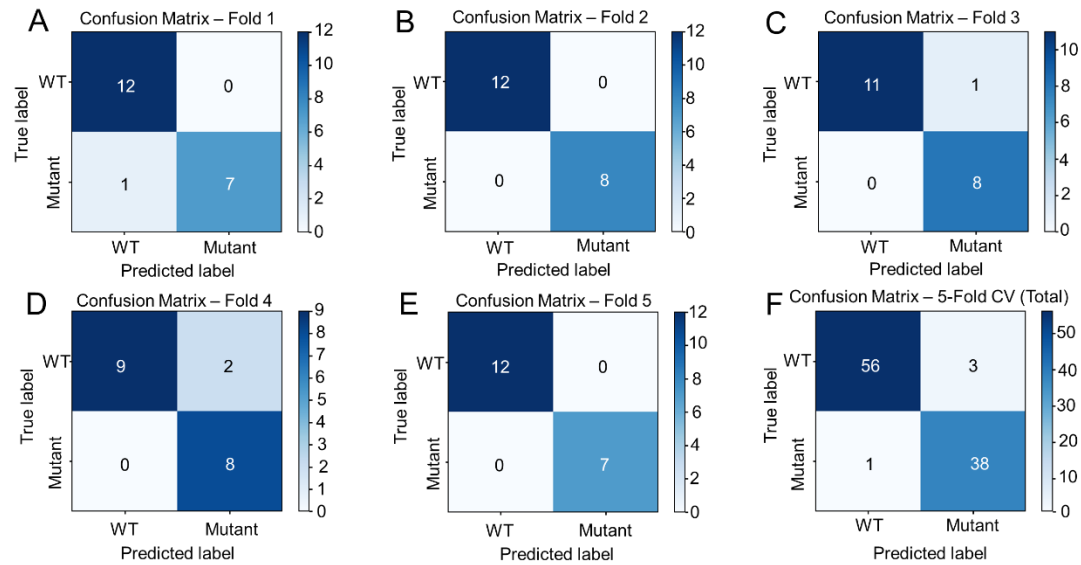 A
Confusion Matrix – Fold 1
12
10
8
6
4
2
0
WT
Mutant
True label
12
0
1
7
WT
Mutant
Predicted label
B
Confusion Matrix – Fold 2
12
10
8
6
4
2
0
WT
Mutant
True label
12
0
0
8
WT
Mutant
Predicted label
C
Confusion Matrix – Fold 3
10
8
6
4
2
0
WT
Mutant
True label
11
1
0
8
WT
Mutant
Predicted label
D
Confusion Matrix – Fold 4
9
8
7
6
5
4
3
2
1
0
WT
Mutant
True label
9
2
0
8
WT
Mutant
Predicted label
E
Confusion Matrix – Fold 5
12
10
8
6
4
2
0
WT
Mutant
True label
12
0
0
7
WT
Mutant
Predicted label
F
Confusion Matrix – 5-Fold CV (Total)
50
40
30
20
10
0
WT
Mutant
True label
56
3
1
38
WT
Mutant
Predicted label